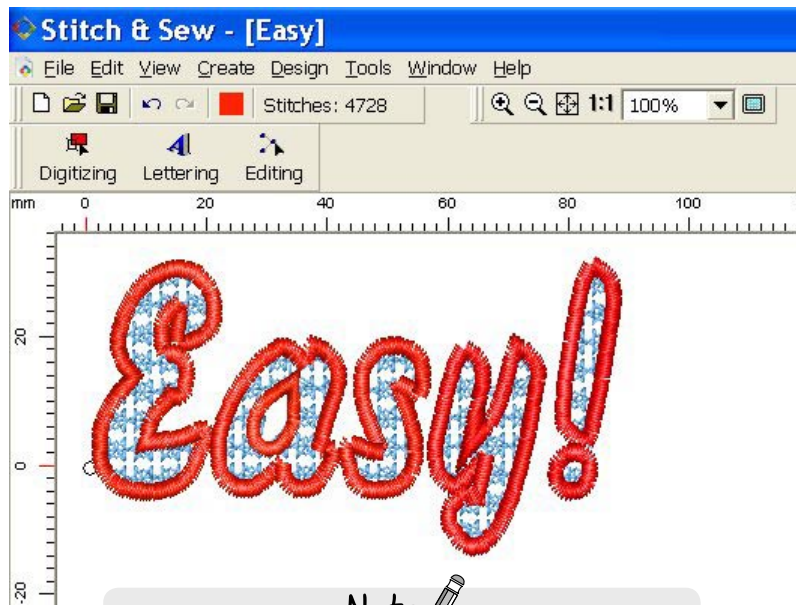 Stitch & Sew - [Easy]
File Edit View Create Design Tools Window Help
Stitches: 4728 1:1 100%
Digitizing Lettering Editing
mm 0 20 40 60 80 100
20
Easy!
0
-20